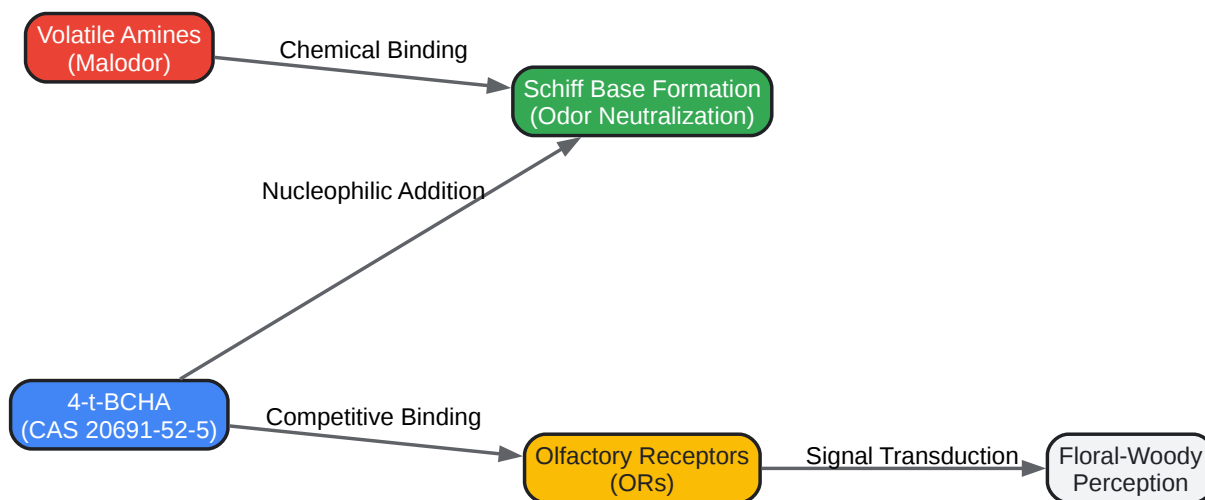 Volatile Amines
(Malodor)
Chemical Binding
Schiff Base Formation
(Odor Neutralization)
Nucleophilic Addition
4-t-BCHA
(CAS 20691-52-5)
Competitive Binding
Olfactory Receptors
(ORs)
Signal Transduction
Floral-Woody
Perception